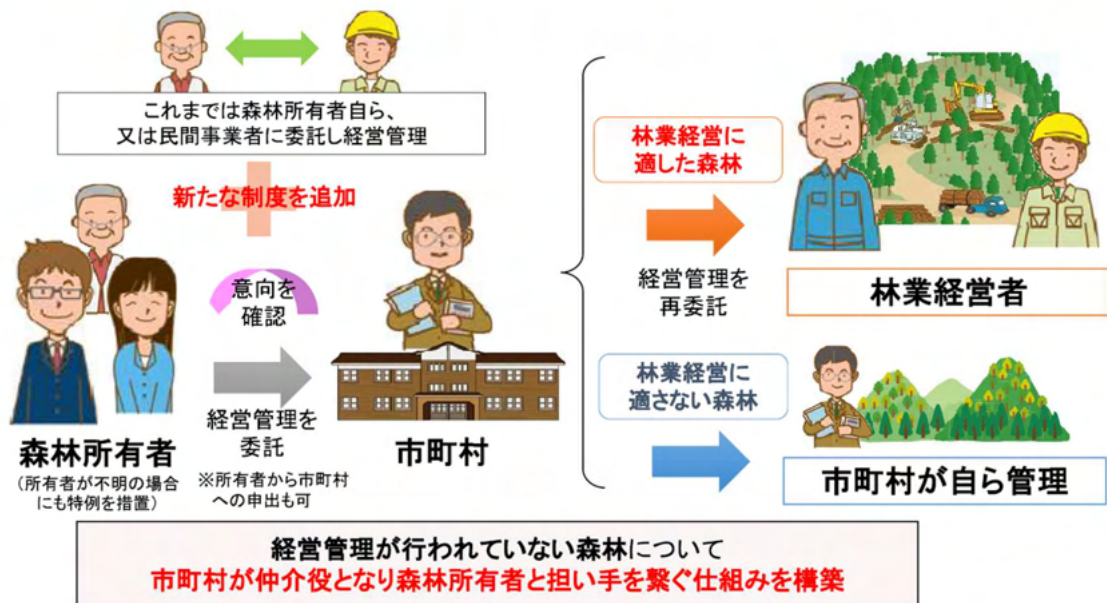 これまでは森林所有者自ら、
又は民間事業者に委託し経営管理
新たな制度を追加
意向を
確認
経営管理を
委託
※所有者から市町村
への申出も可
森林所有者
(所有者が不明の場合
にも特例を措置)
市町村
林業経営に
適した森林
経営管理を
再委託
林業経営者
林業経営に
適さない森林
市町村が自ら管理
経営管理が行われていない森林について
市町村が仲介役となり森林所有者と担い手を繋ぐ仕組みを構築